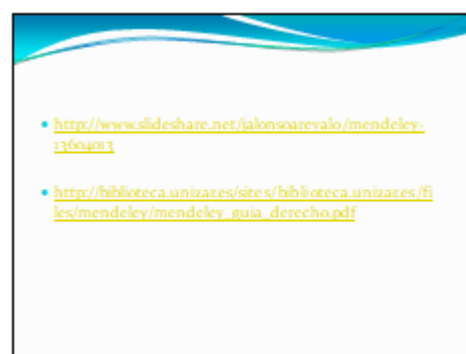 http://www.slideshare.net/jalonsoarevalo/mendeley-
13604013
http://biblioteca.unizar.es/sites/biblioteca.unizar.es/fi
les/mendeley/mendeley_guia_derecho.pdf